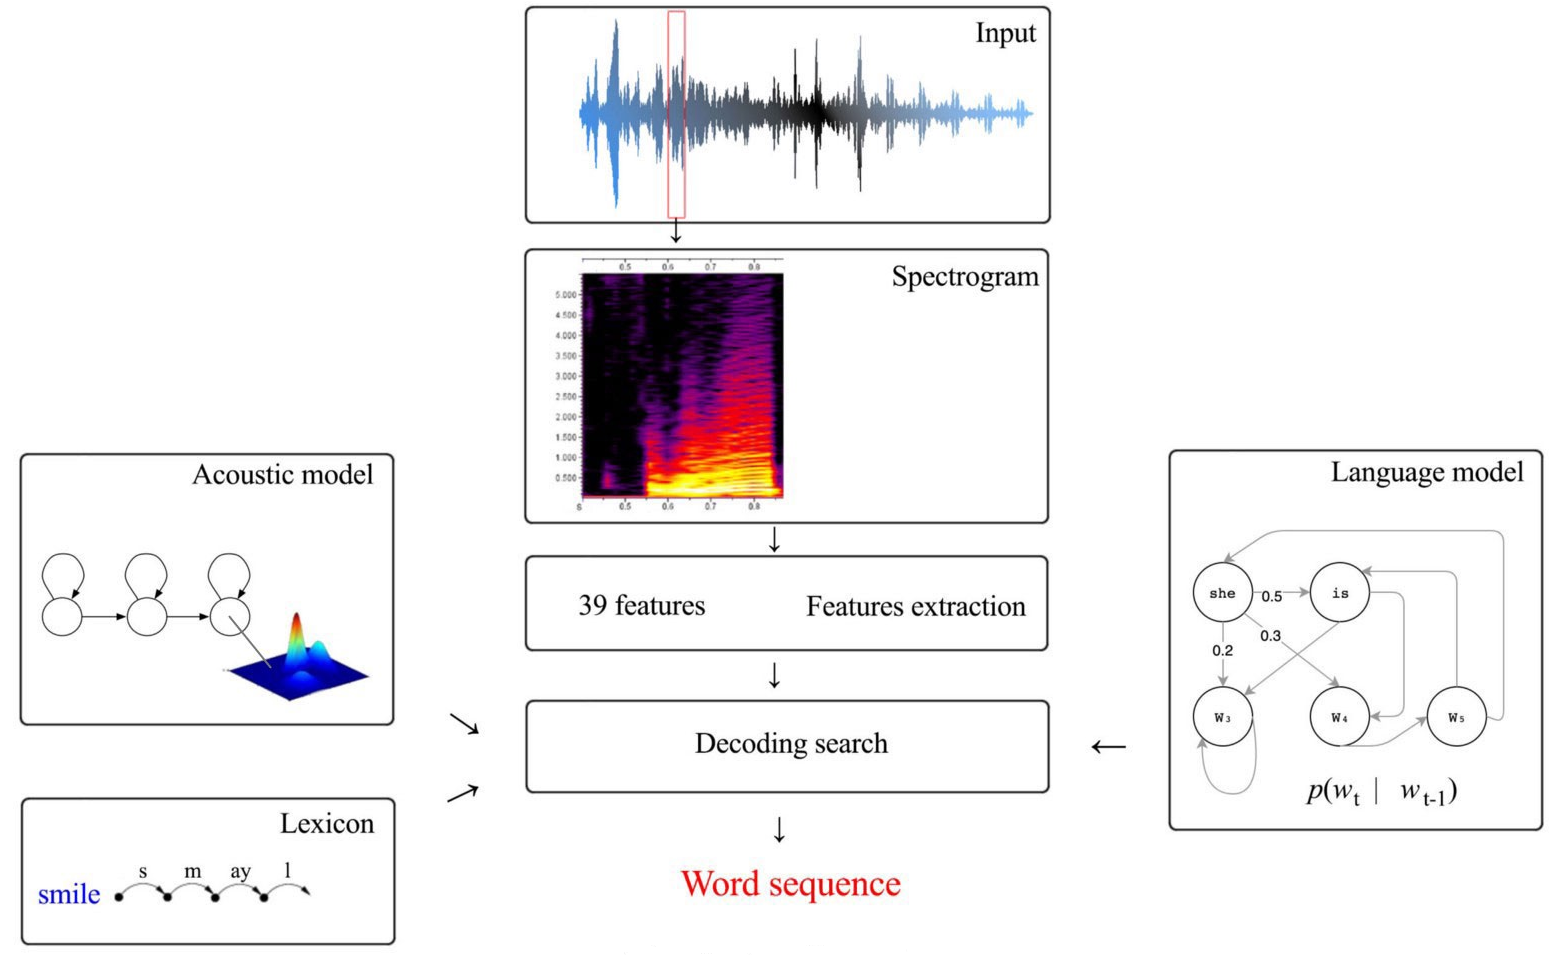 Input
Spectrogram
0.5 0.6 0.7 0.8
5.000
4.500
4.000
3.500
3.000
2.500
2.000
1.500
1.000
0.500
s 0.5 0.6 0.7 0.8
39 features Features extraction
Acoustic model
Lexicon
smile s m ay l
Decoding search
Word sequence
Language model
she 0.5 is
0.2 0.3
W3 W4 W5
p(wt | wt-1)